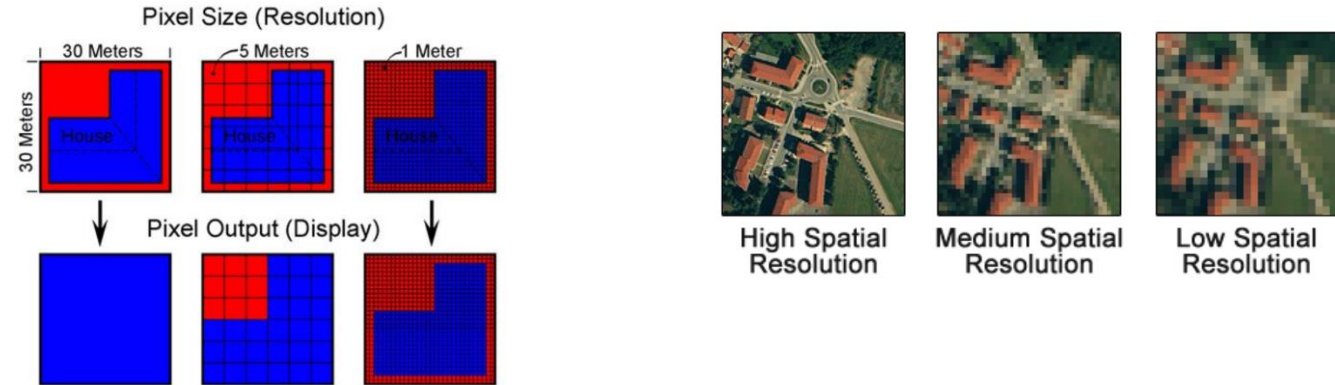 Pixel Size (Resolution)
30 Meters
5 Meters
1 Meter
30 Meters
House
House
House
Pixel Output (Display)
High Spatial
Resolution
Medium Spatial
Resolution
Low Spatial
Resolution